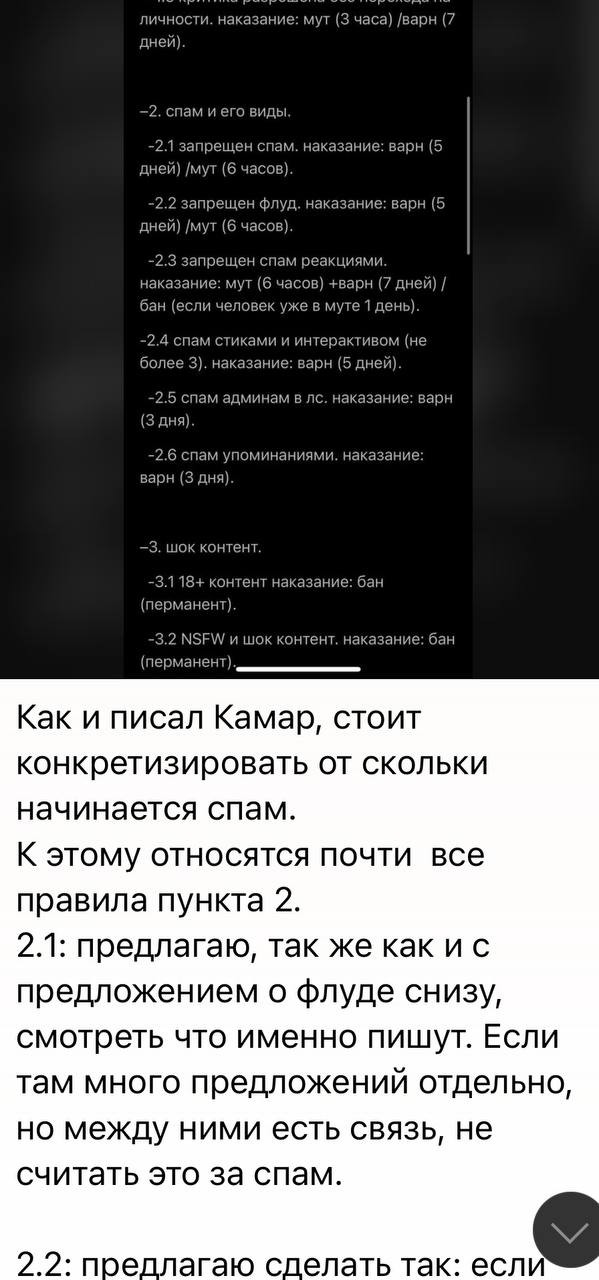 личности. наказание: мут (3 часа) /варн (7
дней).
–2. спам и его виды.
-2.1 запрещен спам. наказание: варн (5
дней) /мут (6 часов).
-2.2 запрещен флуд. наказание: варн (5
дней) /мут (6 часов).
-2.3 запрещен спам реакциями.
наказание: мут (6 часов) +варн (7 дней) /
бан (если человек уже в муте 1 день).
-2.4 спам стиками и интерактивом (не
более 3). наказание: варн (5 дней).
-2.5 спам админам в лс. наказание: варн
(3 дня).
-2.6 спам упоминаниями. наказание:
варн (3 дня).
–3. шок контент.
-3.1 18+ контент наказание: бан
(перманент).
-3.2 NSFW и шок контент. наказание: бан
(перманент).
Как и писал Камар, стоит
конкретизировать от скольки
начинается спам.
К этому относятся почти  все
правила пункта 2.
2.1: предлагаю, так же как и с
предложением о флуде снизу,
смотреть что именно пишут. Если
там много предложений отдельно,
но между ними есть связь, не
считать это за спам.
2.2: предлагаю сделать так: если